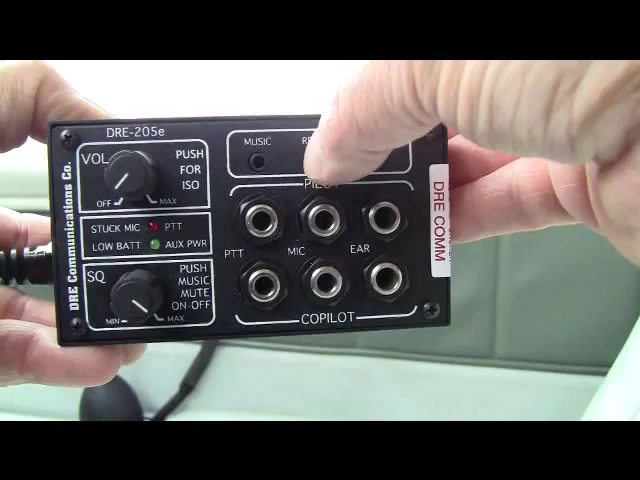 DRE Communications Co.
DRE-205e
VOL
PUSH
FOR
ISO
OFF
MAX
STUCK MIC
PTT
LOW BATT
AUX PWR
SQ
PUSH
MUSIC
MUTE
ON-OFF
MIN
MAX
MUSIC
PILOT
PTT
MIC
EAR
COPILOT
DRE COMM